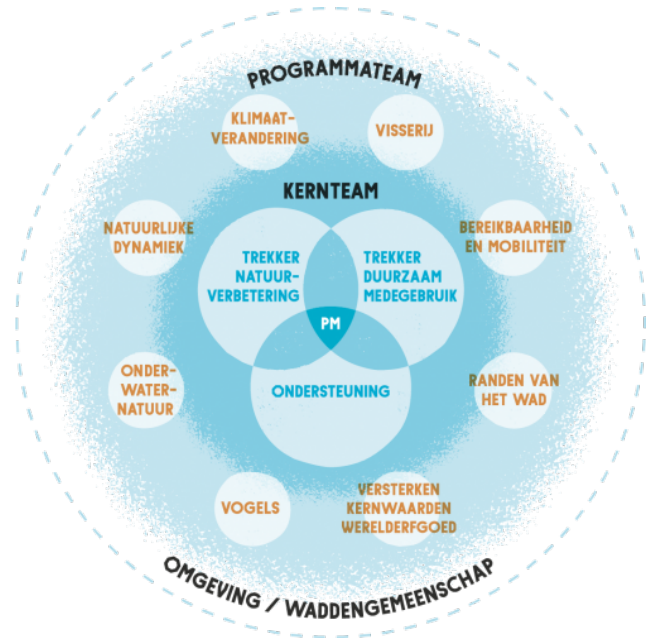 PROGRAMMATEAM
KLIMAAT-
VERANDERING
VISSERIJ
KERNTEAM
NATUURLIJKE
DYNAMIEK
BEREIKBAARHEID
EN MOBILITEIT
TREKKER
NATUUR-
VERBETERING
TREKKER
DUURZAAM
MEDEGEBRUIK
PM
ONDER-
WATER-
NATUUR
ONDERSTEUNING
RANDEN VAN
HET WAD
VOGELS
VERSTERKEN
KERNWAARDEN
WERELDERFGOED
OMGEVING / WADDENGEMEENSCHAP